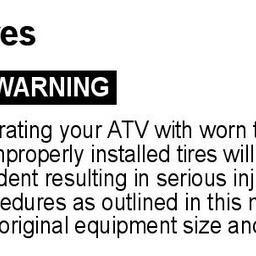 es
WARNING
rating your ATV with worn
properly installed tires will
dent resulting in serious inj
edures as outlined in this
original equipment size and